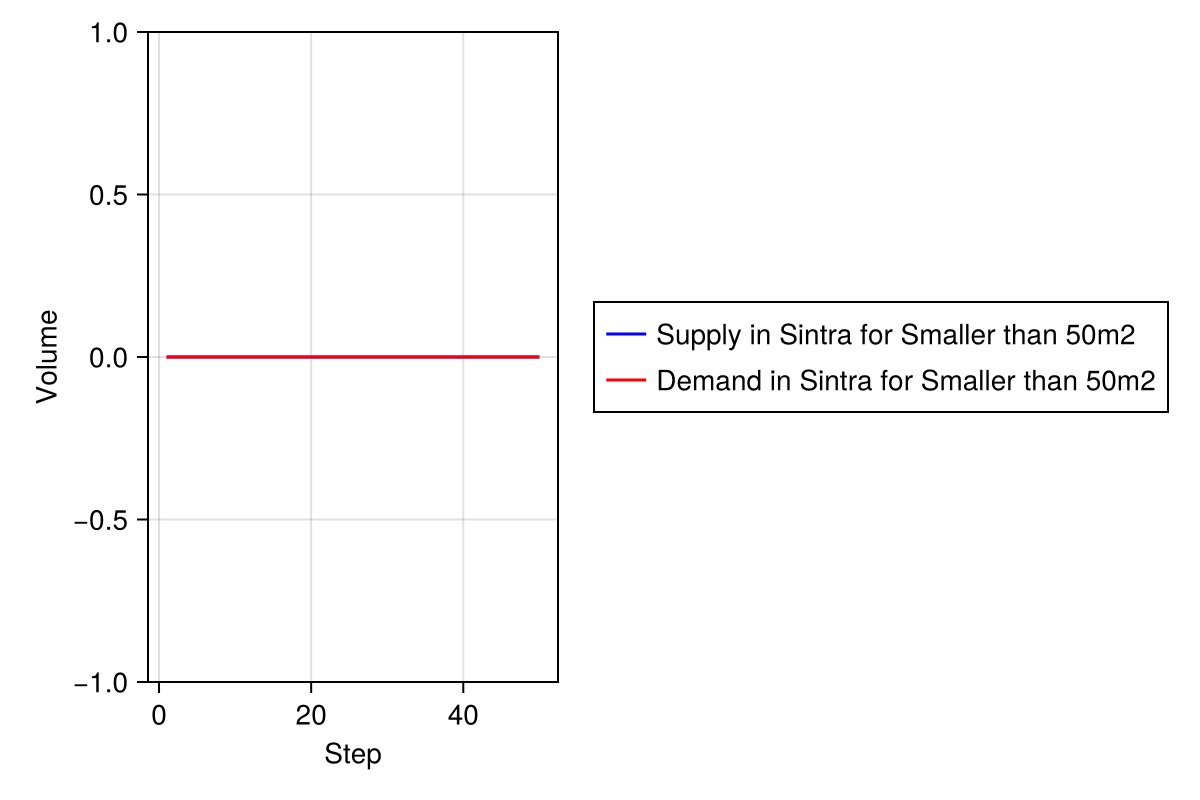 1.0
0.5
0.0
−0.5
−1.0
Volume
0 20 40
Step
Supply in Sintra for Smaller than 50m2
Demand in Sintra for Smaller than 50m2